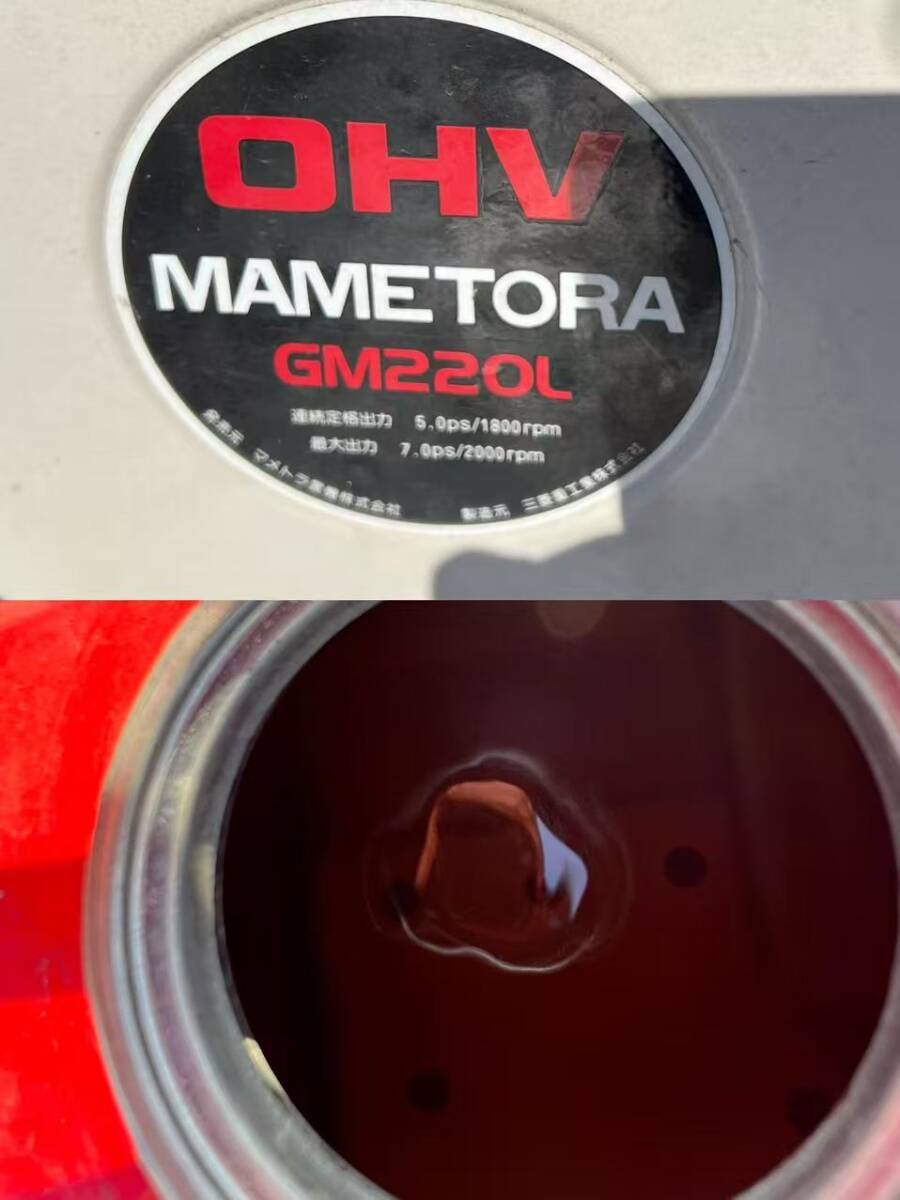 OHV
MAMETORA
GM220L
連続定格出力 5.0ps/1800rpm
最大出力 7.0ps/2000rpm
発売元 マメトラ農機株式会社
製造元 三菱重工業株式会社